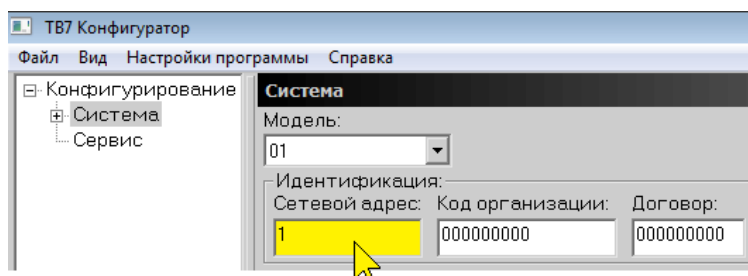 ТВ7 Конфигуратор
Файл Вид Настройки программы Справка
Конфигурирование
Система
Сервис
Система
Модель:
01
Идентификация:
Сетевой адрес: Код организации: Договор:
1 000000000 000000000